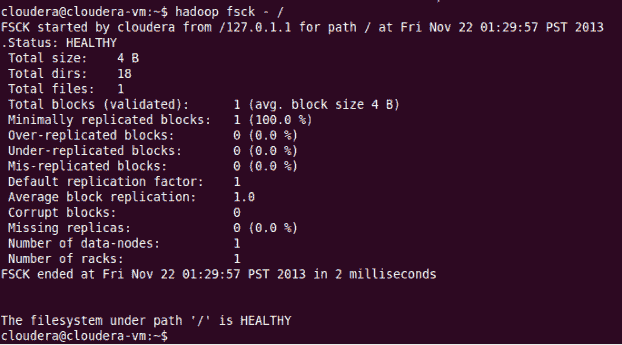 cloudera@cloudera-vm:~$ hadoop fsck - /
FSCK started by cloudera from /127.0.1.1 for path / at Fri Nov 22 01:29:57 PST 2013
.Status: HEALTHY
 Total size:	4 B
 Total dirs:	18
 Total files:	1
 Total blocks (validated):	1 (avg. block size 4 B)
 Minimally replicated blocks:	1 (100.0 %)
 Over-replicated blocks:	0 (0.0 %)
 Under-replicated blocks:	0 (0.0 %)
 Mis-replicated blocks:	0 (0.0 %)
 Default replication factor:	1
 Average block replication:	1.0
 Corrupt blocks:	0
 Missing replicas:	0 (0.0 %)
 Number of data-nodes:	1
 Number of racks:	1
FSCK ended at Fri Nov 22 01:29:57 PST 2013 in 2 milliseconds
The filesystem under path '/' is HEALTHY
cloudera@cloudera-vm:~$